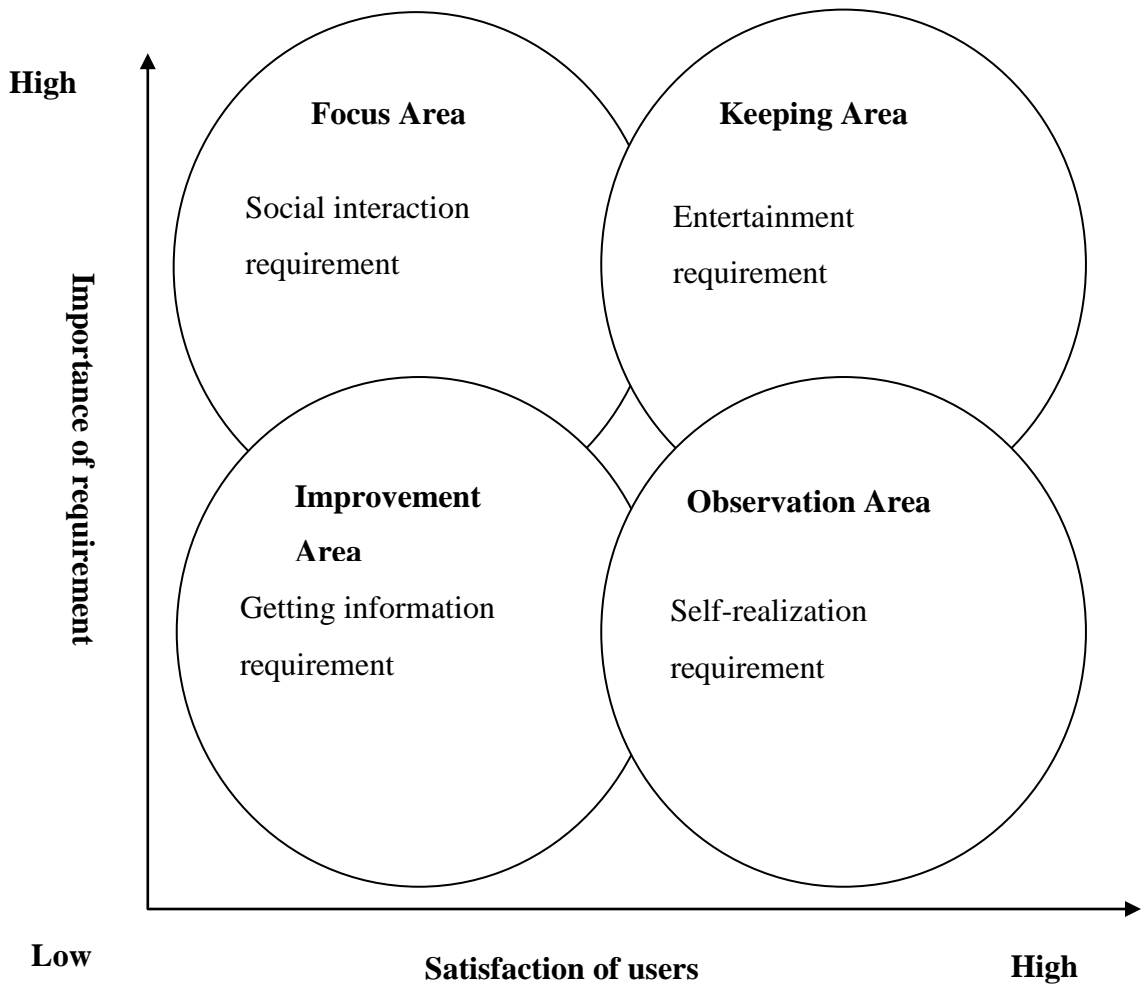 High
Focus Area
Keeping Area
Social interaction
requirement
Entertainment
requirement
Importance of requirement
Improvement
Area
Getting information
requirement
Observation Area
Self-realization
requirement
Low
Satisfaction of users
High